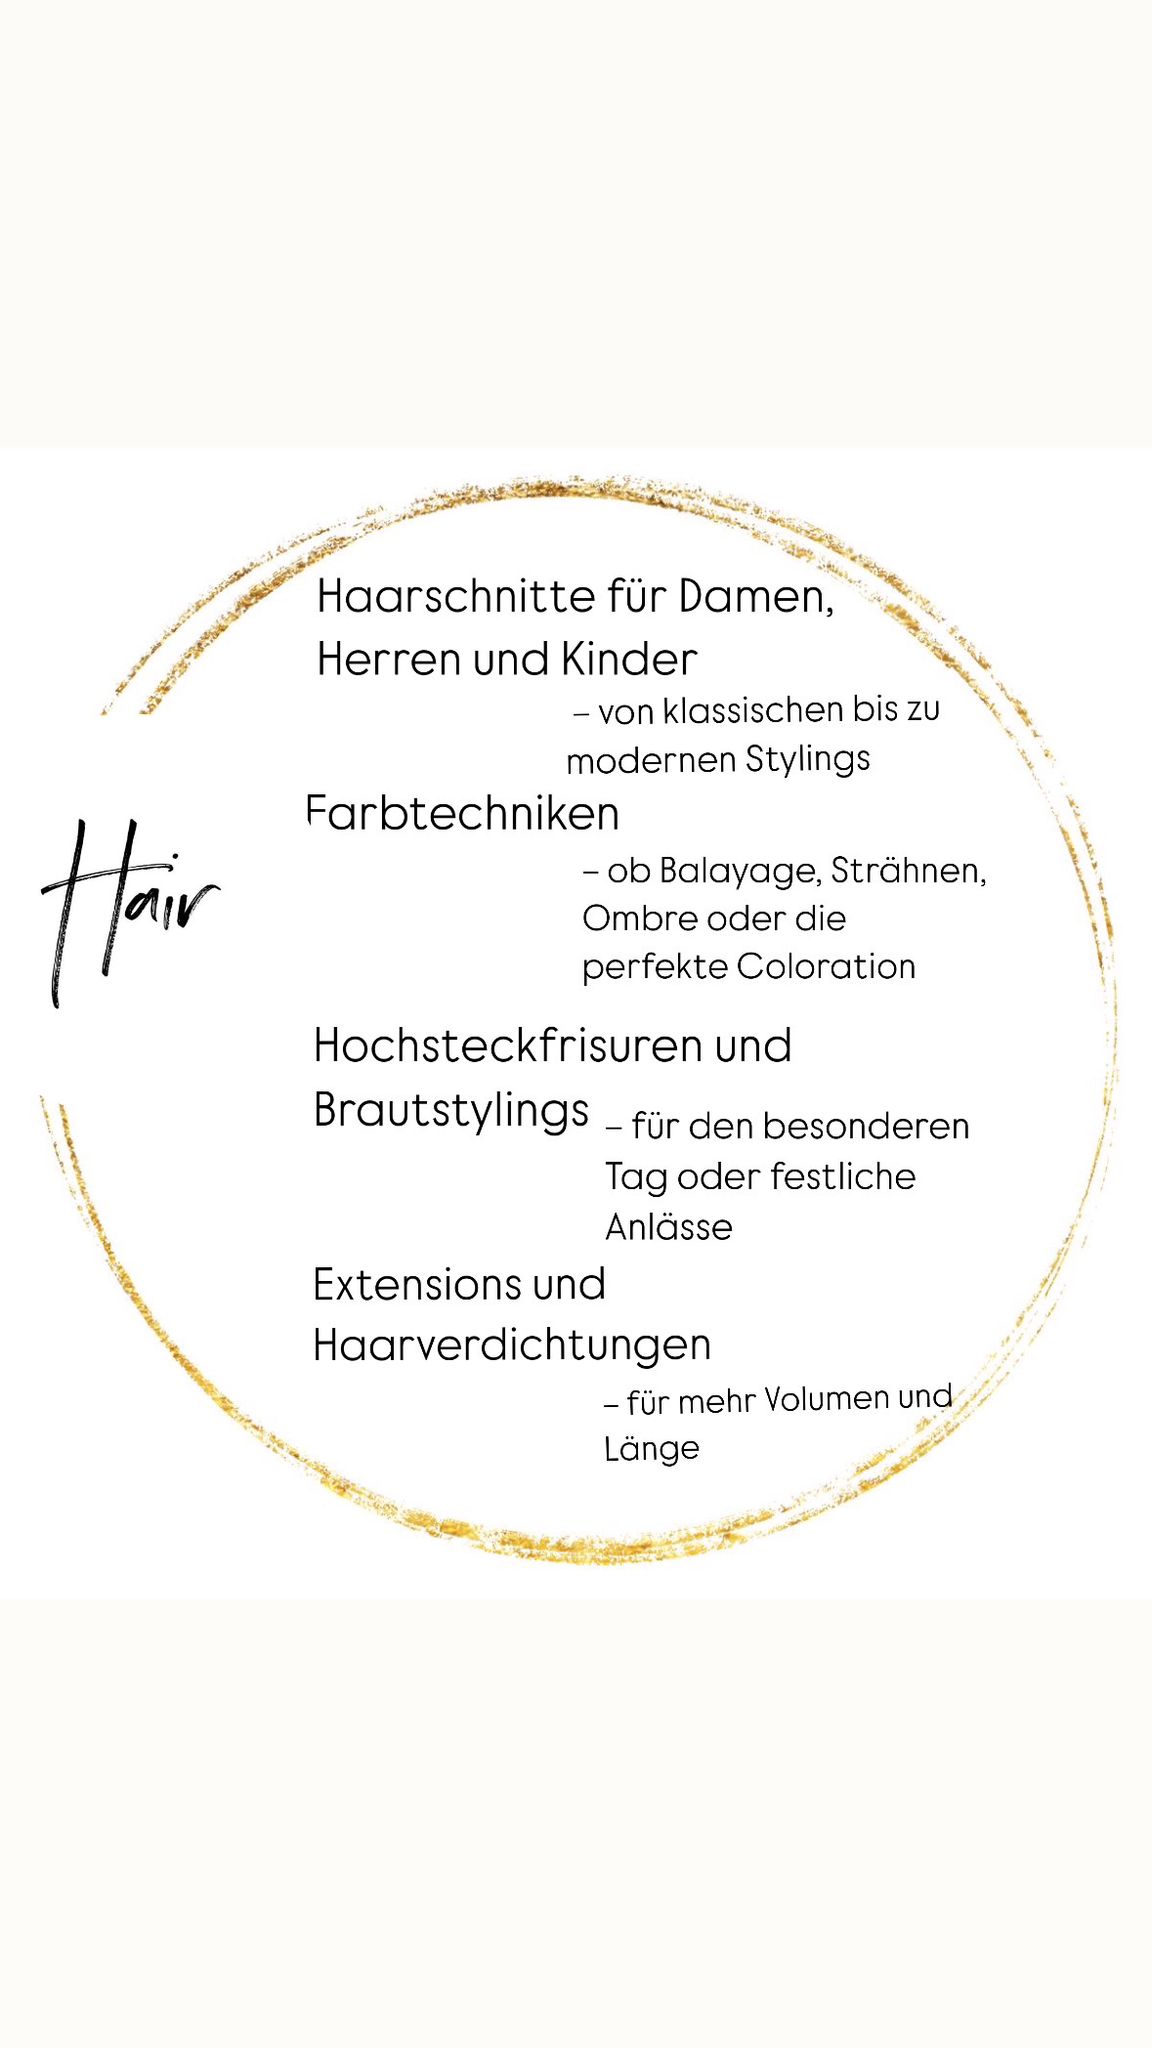 Haarschnitte für Damen,
Herren und Kinder
– von klassischen bis zu
modernen Stylings
Farbtechniken
– ob Balayage, Strähnen,
Ombre oder die
perfekte Coloration
Hair
Hochsteckfrisuren und
Brautstylings
– für den besonderen
Tag oder festliche
Anlässe
Extensions und
Haarverdichtungen
– für mehr Volumen und
Länge